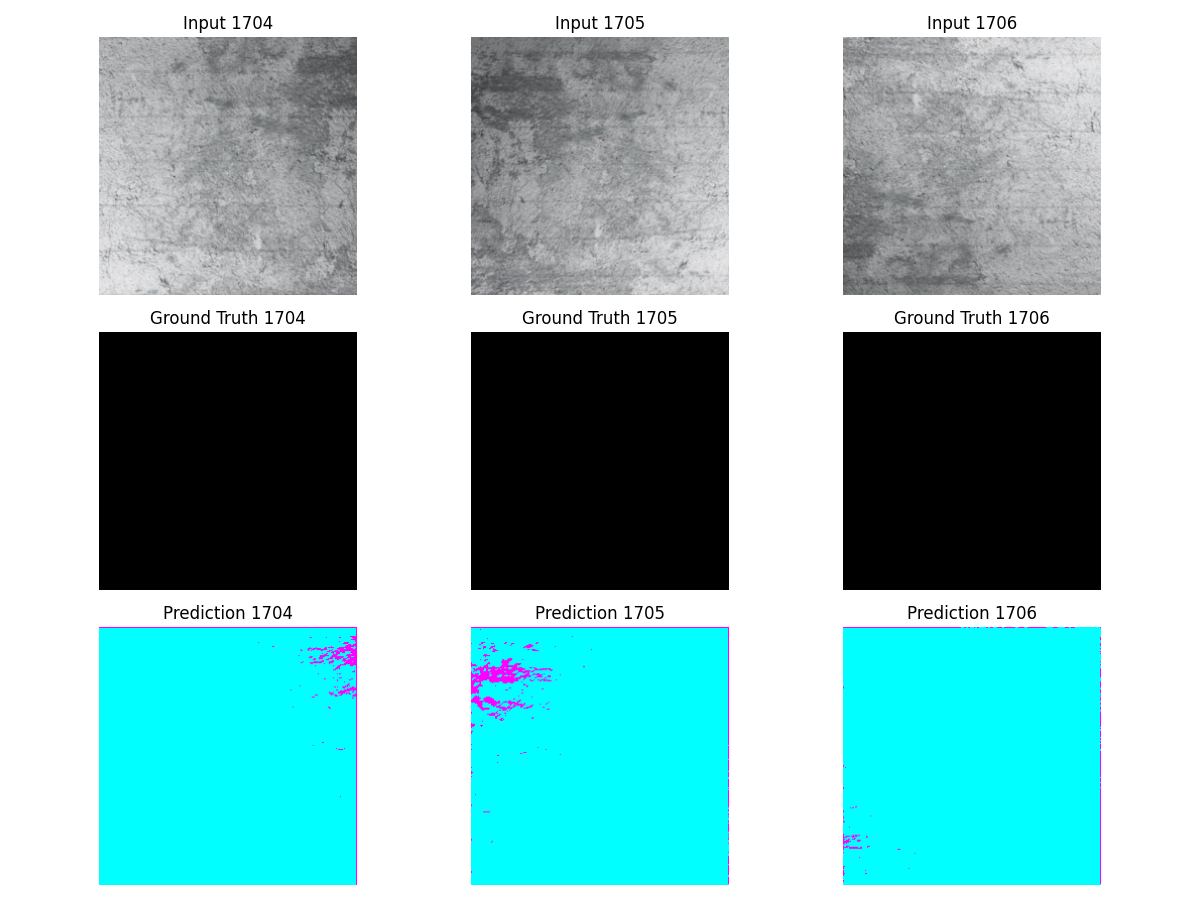 Input 1704
Input 1705
Input 1706
Ground Truth 1704
Ground Truth 1705
Ground Truth 1706
Prediction 1704
Prediction 1705
Prediction 1706